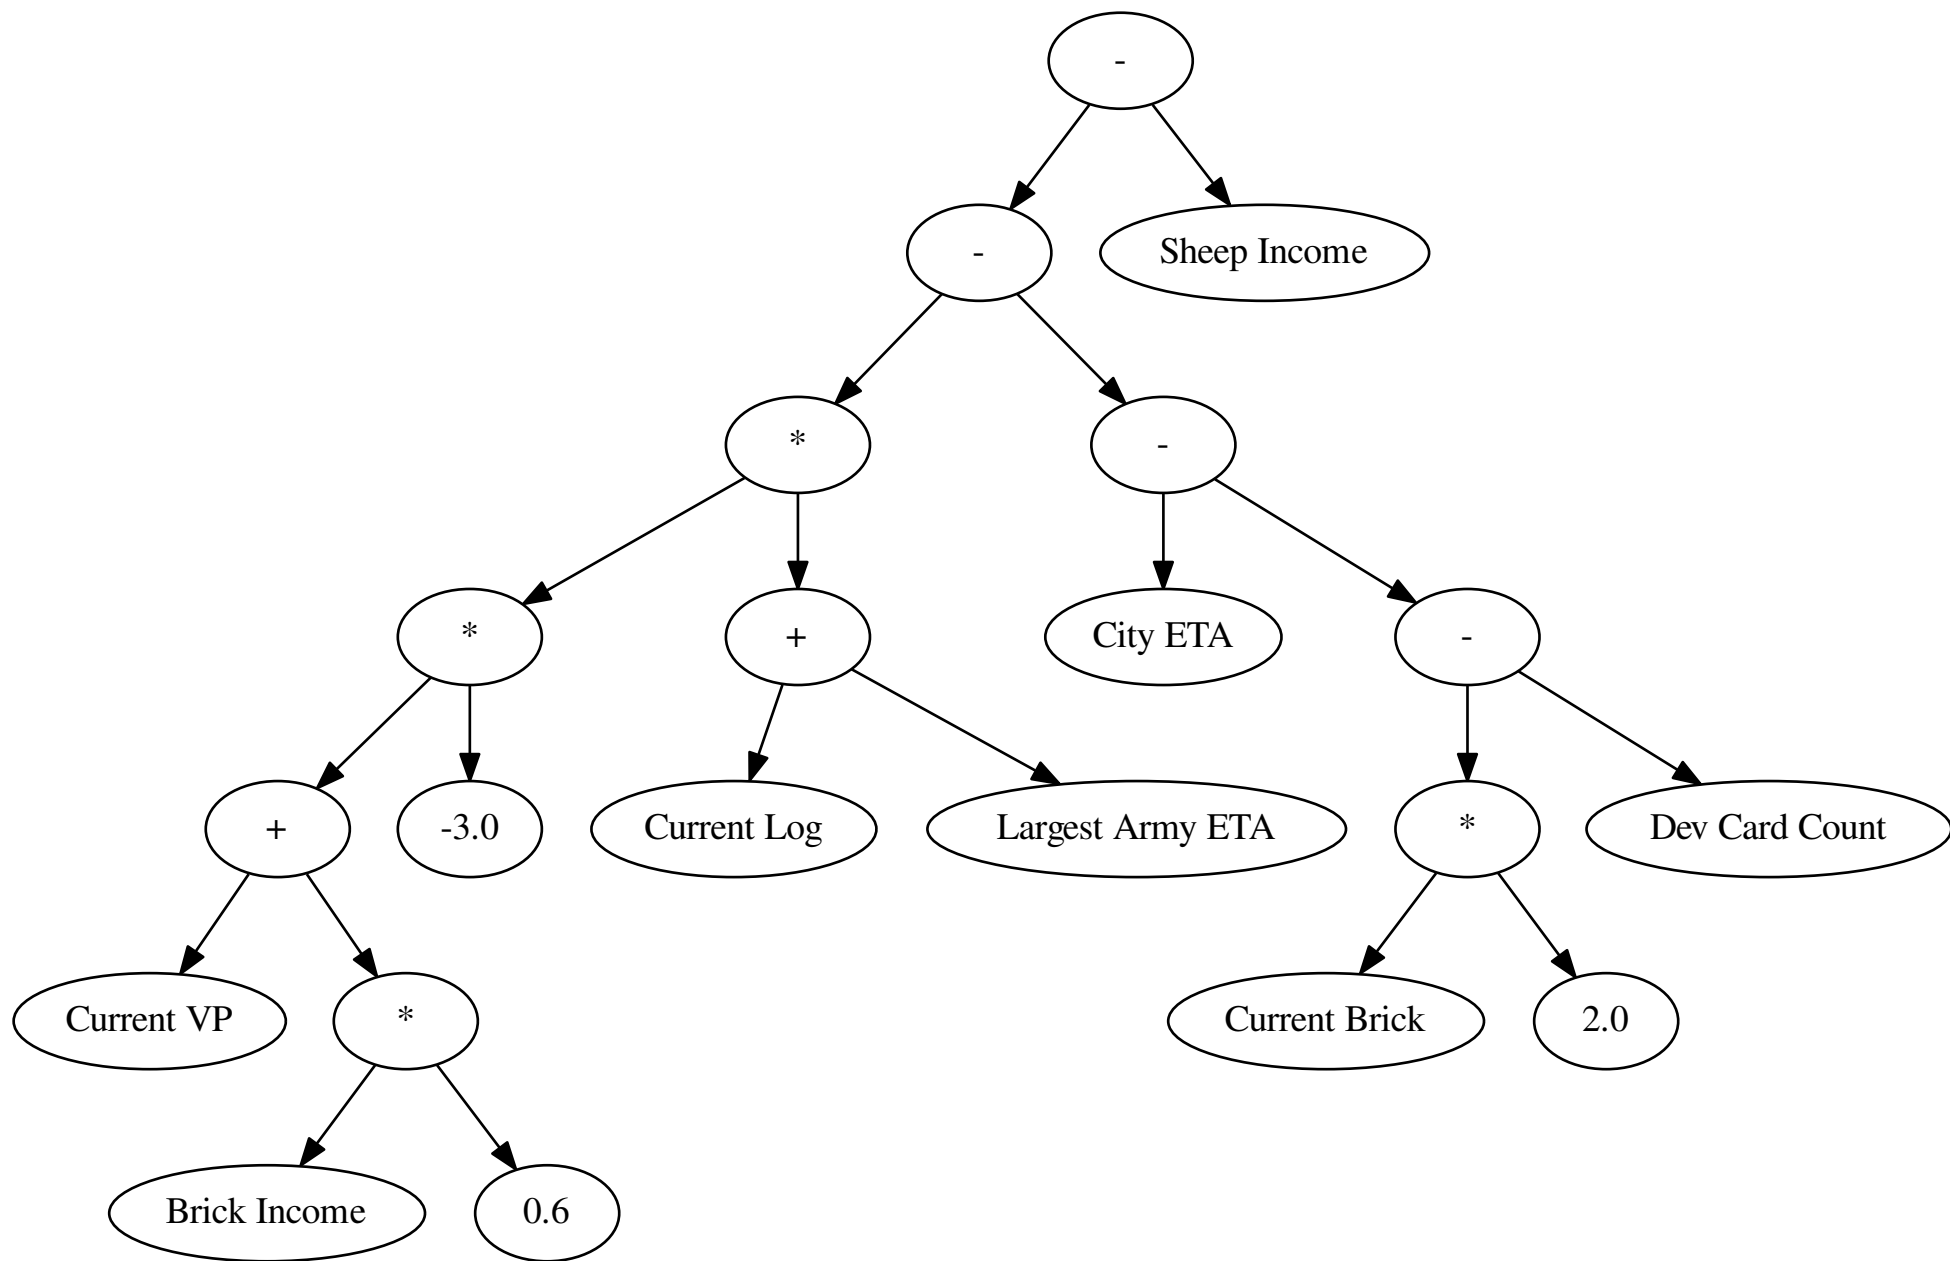 -
-
Sheep Income
*
-
*
+
City ETA
-
+
-3.0
Current Log
Largest Army ETA
*
Dev Card Count
Current VP
*
Current Brick
2.0
Brick Income
0.6